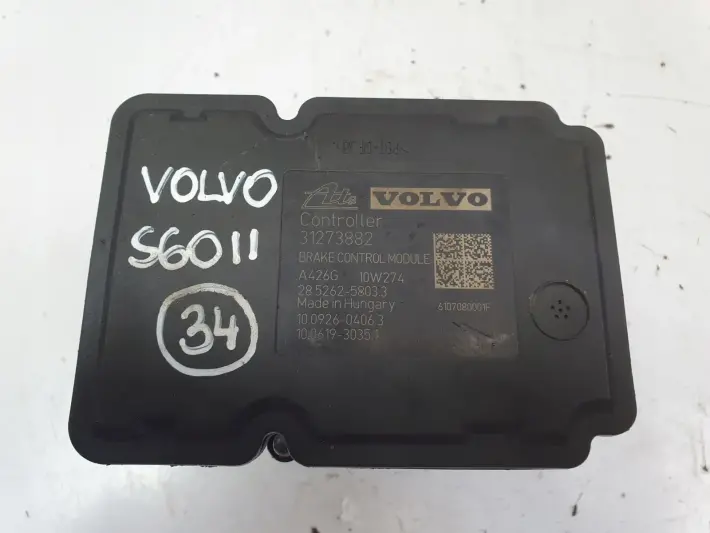 VOLVO
S60 II
34
Ate VOLVO
Controller
31273882
BRAKE CONTROL MODULE
A426G 10W274
28.5262-5803.3
Made in Hungary
6107080001F
10.0926-0406.3
10.0619-3035.1